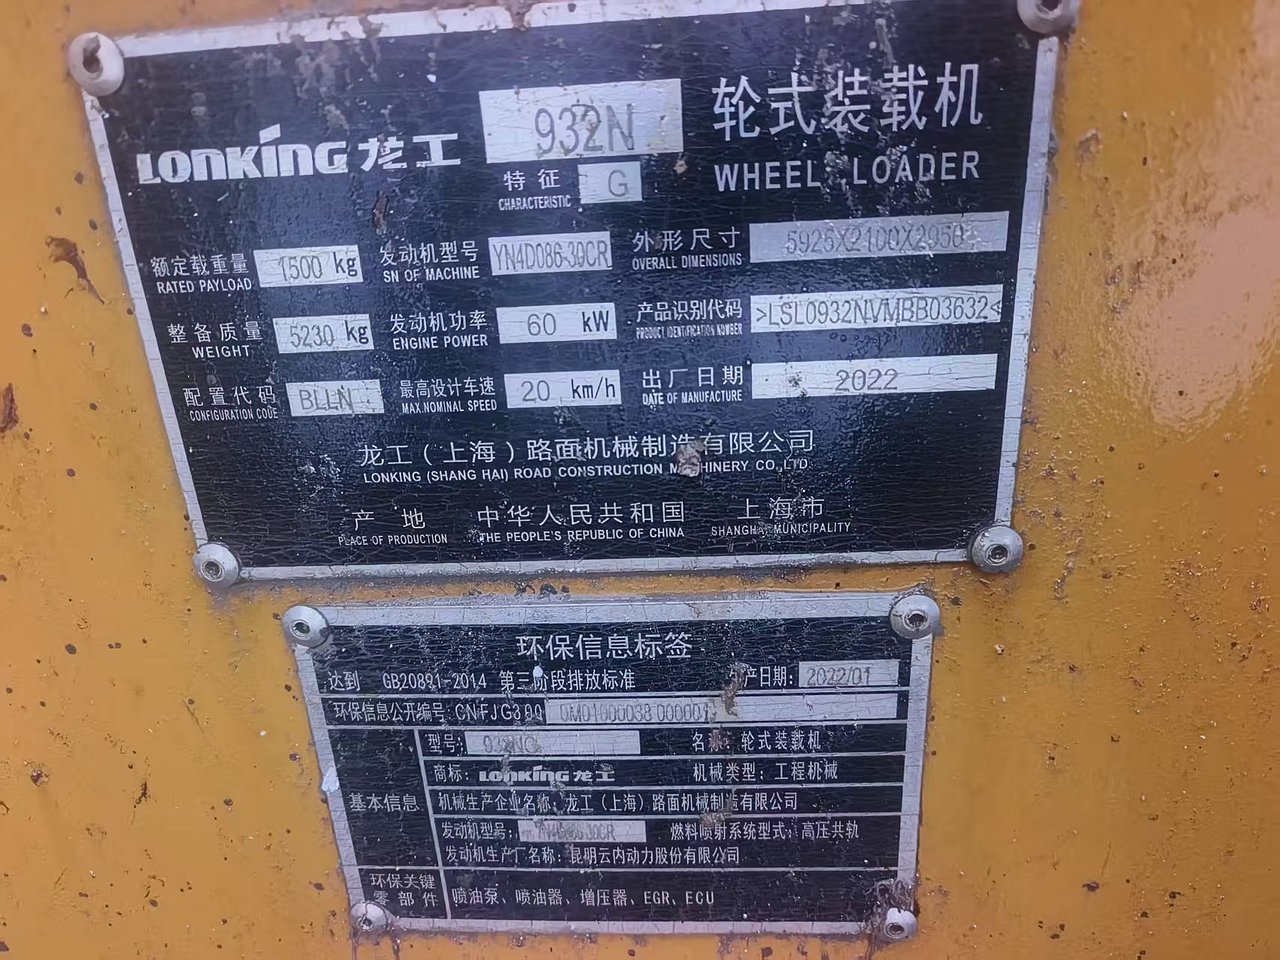 LONKING 龙工 932N 轮式装载机
特征 G WHEEL LOADER
CHARACTERISTIC
额定载重量 1500 kg 发动机型号 YN4D086-30CR 外形尺寸 5925X2100X2950
RATED PAYLOAD SN OF MACHINE OVERALL DIMENSIONS
整备质量 5230 kg 发动机功率 60 kW 产品识别代码 >LSL0932NVMBB03632<
WEIGHT ENGINE POWER PRODUCT IDENTIFICATION NUMBER
配置代码 BLLN 最高设计车速 20 km/h 出厂日期 2022
CONFIGURATION CODE MAX.NOMINAL SPEED DATE OF MANUFACTURE
龙工(上海)路面机械制造有限公司
LONKING (SHANG HAI) ROAD CONSTRUCTION MACHINERY CO.,LTD.
产地 中华人民共和国 上海市
PLACE OF PRODUCTION THE PEOPLE'S REPUBLIC OF CHINA SHANGHAI MUNICIPALITY
环保信息标签
达到 GB20891-2014 第三阶段排放标准 产日期: 2022/01
环保信息公开编号: CNFJG300 0M01000038 000001
基本信息
型号: 名称: 轮式装载机
商标: LONKING 龙工 机械类型: 工程机械
机械生产企业名称: 龙工(上海)路面机械制造有限公司
发动机型号: 燃料喷射系统型式: 高压共轨
发动机生产厂名称: 昆明云内动力股份有限公司
环保关键零部件 喷油泵、喷油器、增压器、EGR、ECU